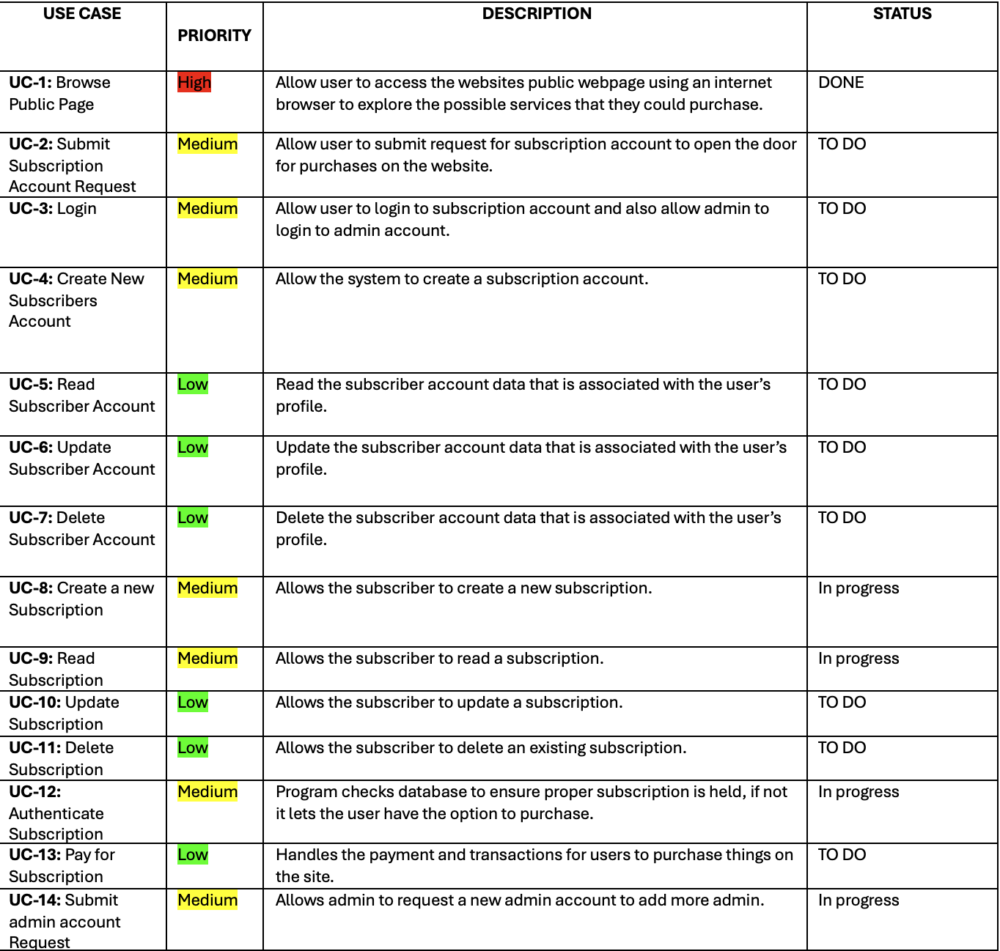 USE CASE
PRIORITY
DESCRIPTION
STATUS
UC-1: Browse
Public Page
High
Allow user to access the websites public webpage using an internet
browser to explore the possible services that they could purchase.
DONE
UC-2: Submit
Subscription
Account Request
Medium
Allow user to submit request for subscription account to open the door
for purchases on the website.
TO DO
UC-3: Login
Medium
Allow user to login to subscription account and also allow admin to
login to admin account.
TO DO
UC-4: Create New
Subscribers
Account
Medium
Allow the system to create a subscription account.
TO DO
UC-5: Read
Subscriber Account
Low
Read the subscriber account data that is associated with the user’s
profile.
TO DO
UC-6: Update
Subscriber Account
Low
Update the subscriber account data that is associated with the user’s
profile.
TO DO
UC-7: Delete
Subscriber Account
Low
Delete the subscriber account data that is associated with the user’s
profile.
TO DO
UC-8: Create a new
Subscription
Medium
Allows the subscriber to create a new subscription.
In progress
UC-9: Read
Subscription
Medium
Allows the subscriber to read a subscription.
In progress
UC-10: Update
Subscription
Low
Allows the subscriber to update a subscription.
TO DO
UC-11: Delete
Subscription
Low
Allows the subscriber to delete an existing subscription.
TO DO
UC-12:
Authenticate
Subscription
Medium
Program checks database to ensure proper subscription is held, if not
it lets the user have the option to purchase.
In progress
UC-13: Pay for
Subscription
Low
Handles the payment and transactions for users to purchase things on
the site.
TO DO
UC-14: Submit
admin account
Request
Medium
Allows admin to request a new admin account to add more admin.
In progress